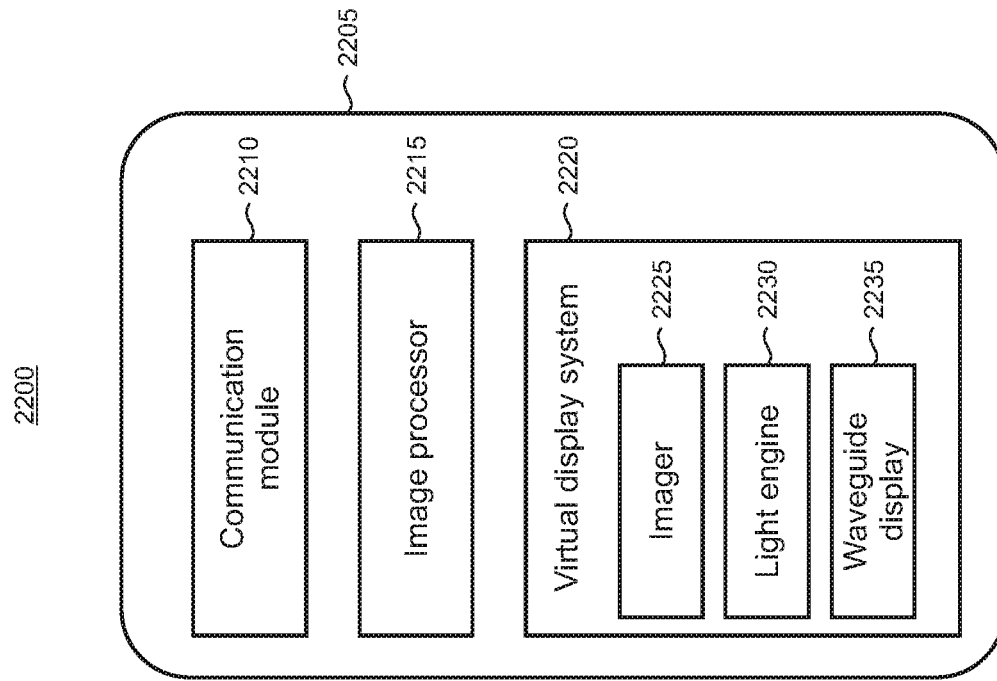 2200
2205
Communication
module
2210
Image processor
2215
Virtual display system
2220
Imager
2225
Light engine
2230
Waveguide
display
2235